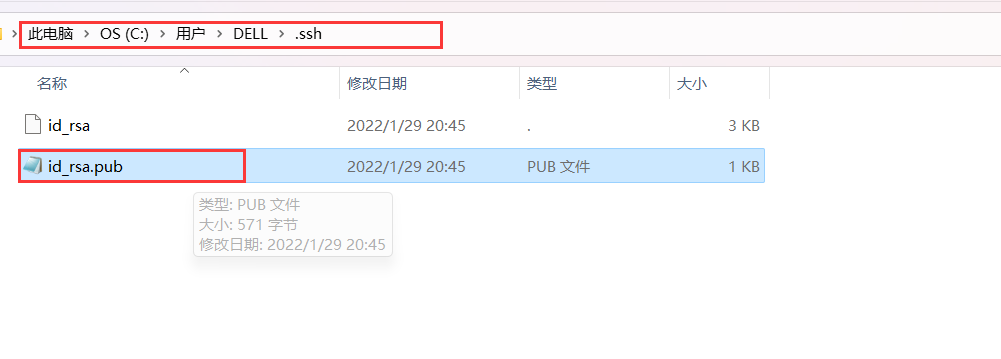 此电脑 > OS (C:) > 用户 > DELL > .ssh
名称 修改日期 类型 大小
id_rsa 2022/1/29 20:45 . 3 KB
id_rsa.pub 2022/1/29 20:45 PUB 文件 1 KB
类型: PUB 文件
大小: 571 字节
修改日期: 2022/1/29 20:45